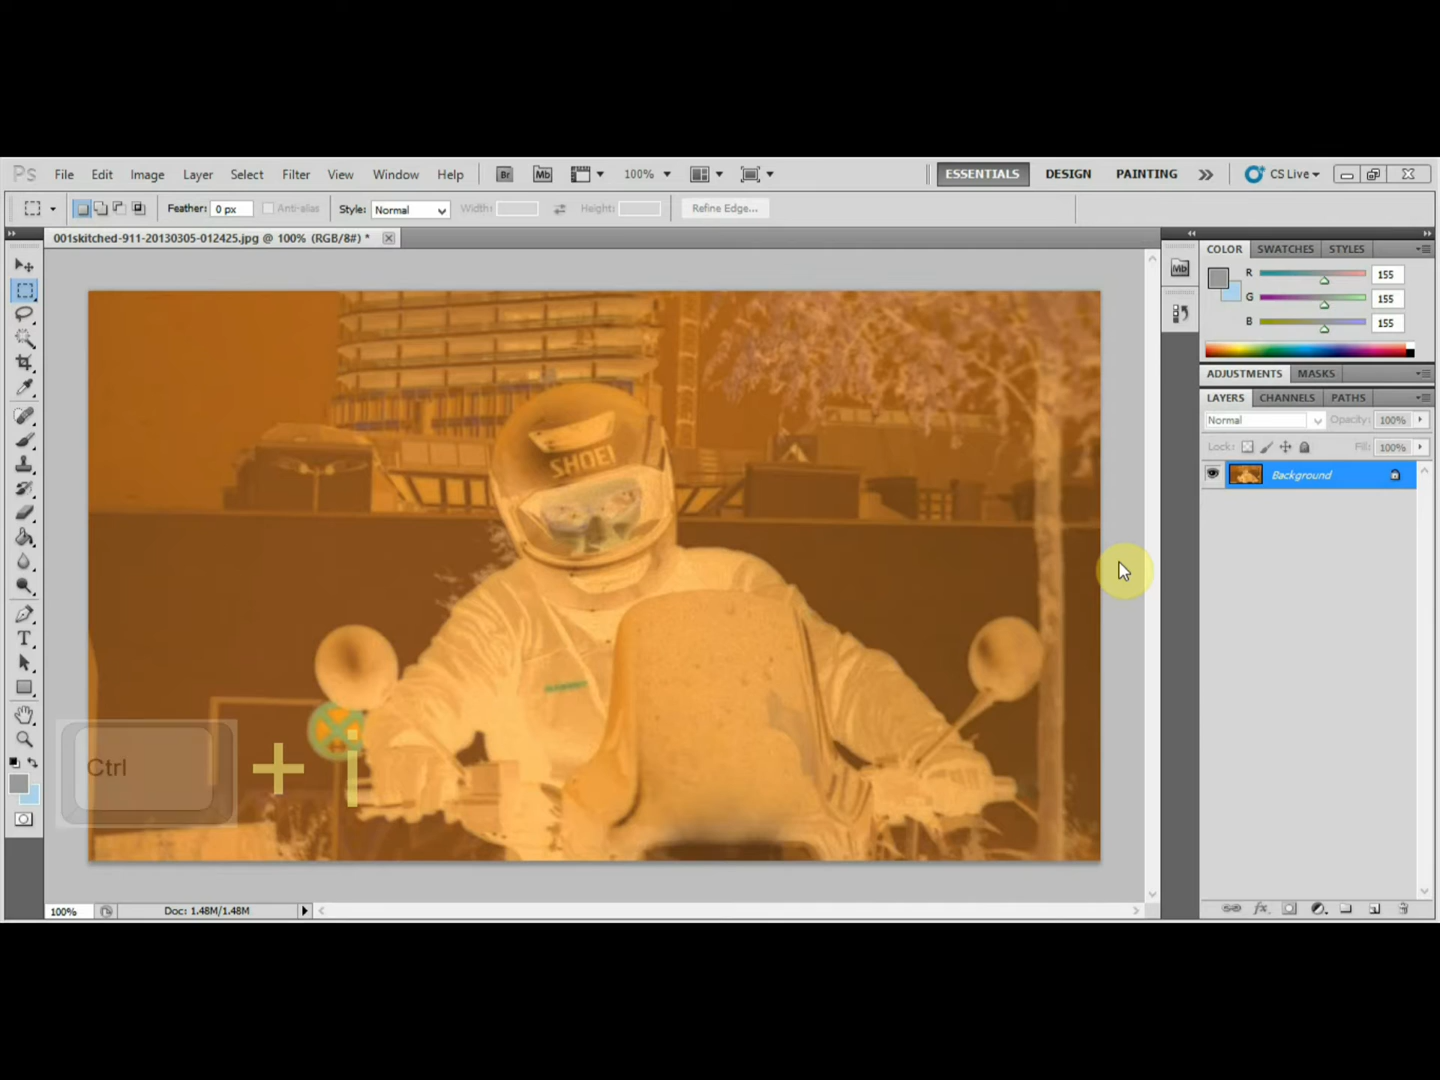 Ps File Edit Image Layer Select Filter View Window Help Br Mb 100% ESSENTIALS DESIGN PAINTING CS Live
Feather: 0 px Anti-alias Style: Normal Width: Height: Refine Edge...
001skitched-911-20130305-012425.jpg @ 100% (RGB/8#) *
COLOR SWATCHES STYLES
Mb
R 155
G 155
B 155
ADJUSTMENTS MASKS
LAYERS CHANNELS PATHS
Normal Opacity: 100%
Lock: Fill: 100%
Background
SHOEI
Ctrl + i
T
100% Doc: 1.48M/1.48M
fx